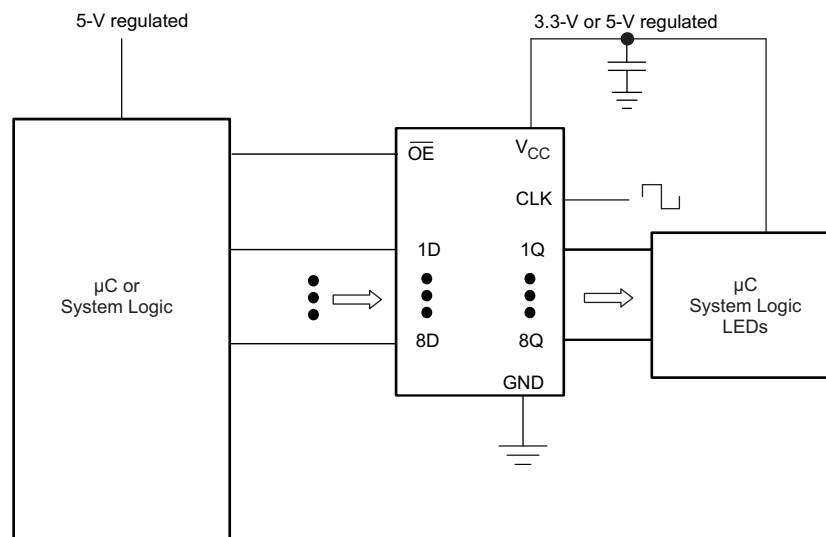 5-V regulated
3.3-V or 5-V regulated
OE
VCC
CLK
1D
1Q
µC or
System Logic
µC
System Logic
LEDs
8D
8Q
GND